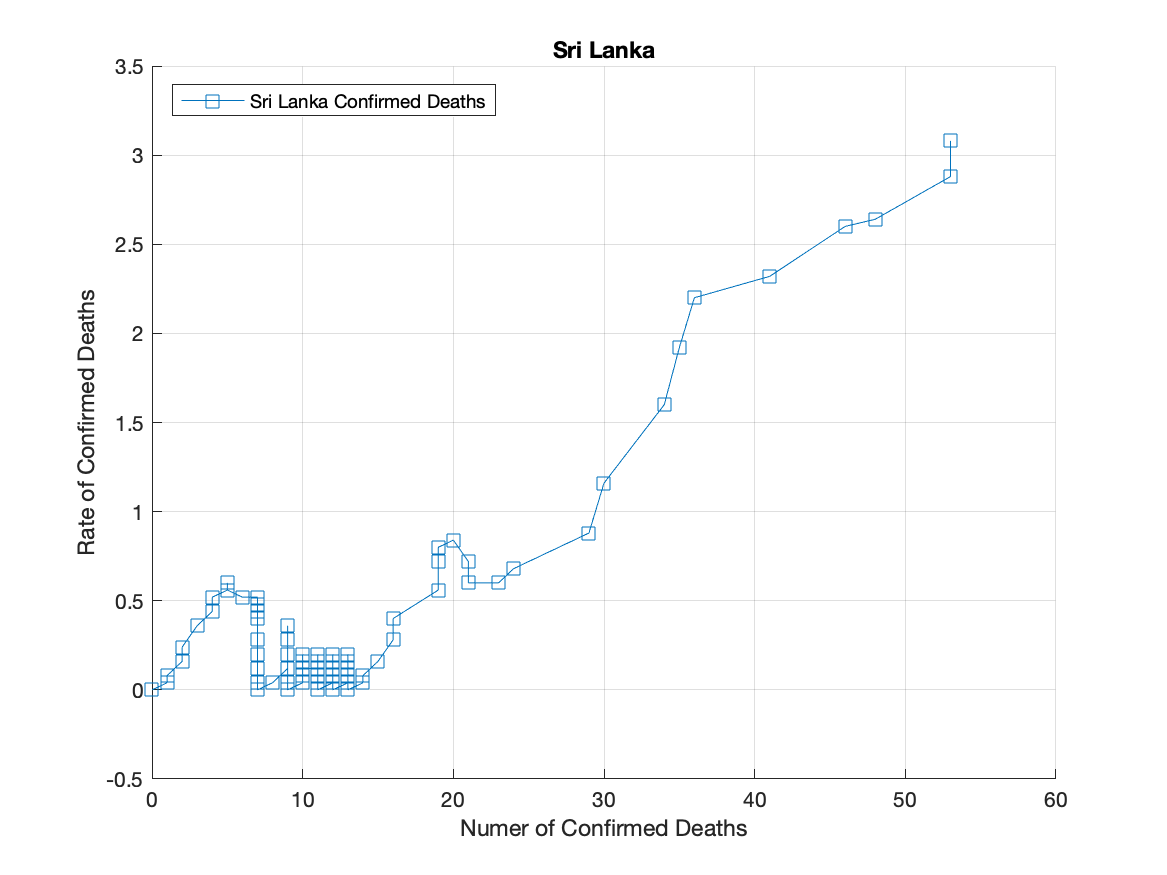 Sri Lanka
Sri Lanka Confirmed Deaths
3.5
3
2.5
2
1.5
1
0.5
0
-0.5
Rate of Confirmed Deaths
0 10 20 30 40 50 60
Numer of Confirmed Deaths